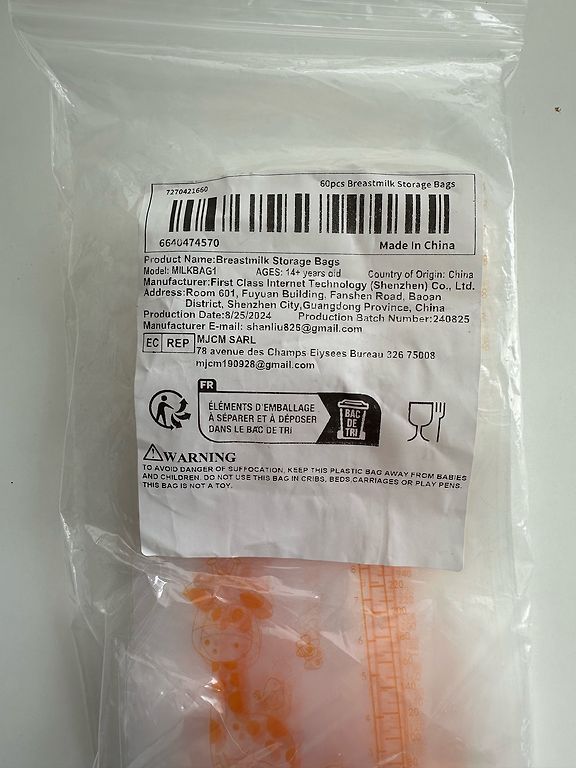 7270421660
60pcs Breastmilk Storage Bags
6640474570
Made In China
Product Name:Breastmilk Storage Bags
Model: MILKBAG1 AGES: 14+ years old Country of Origin: China
Manufacturer:First Class Internet Technology (Shenzhen) Co., Ltd.
Address:Room 601, Fuyuan Building, Fanshen Road, Baoan
District, Shenzhen City,Guangdong Province, China
Production Date:8/25/2024 Production Batch Number:240825
Manufacturer E-mail: shanliu825@gmail.com
EC REP
MJCM SARL
78 avenue des Champs Elysees Bureau 326 75008
mjcm190928@gmail.com
FR
ÉLÉMENTS D'EMBALLAGE
À SÉPARER ET À DÉPOSER
DANS LE BAC DE TRI
BAC
DE
TRI
WARNING
TO AVOID DANGER OF SUFFOCATION, KEEP THIS PLASTIC BAG AWAY FROM BABIES
AND CHILDREN. DO NOT USE THIS BAG IN CRIBS, BEDS,CARRIAGES OR PLAY PENS.
THIS BAG IS NOT A TOY.